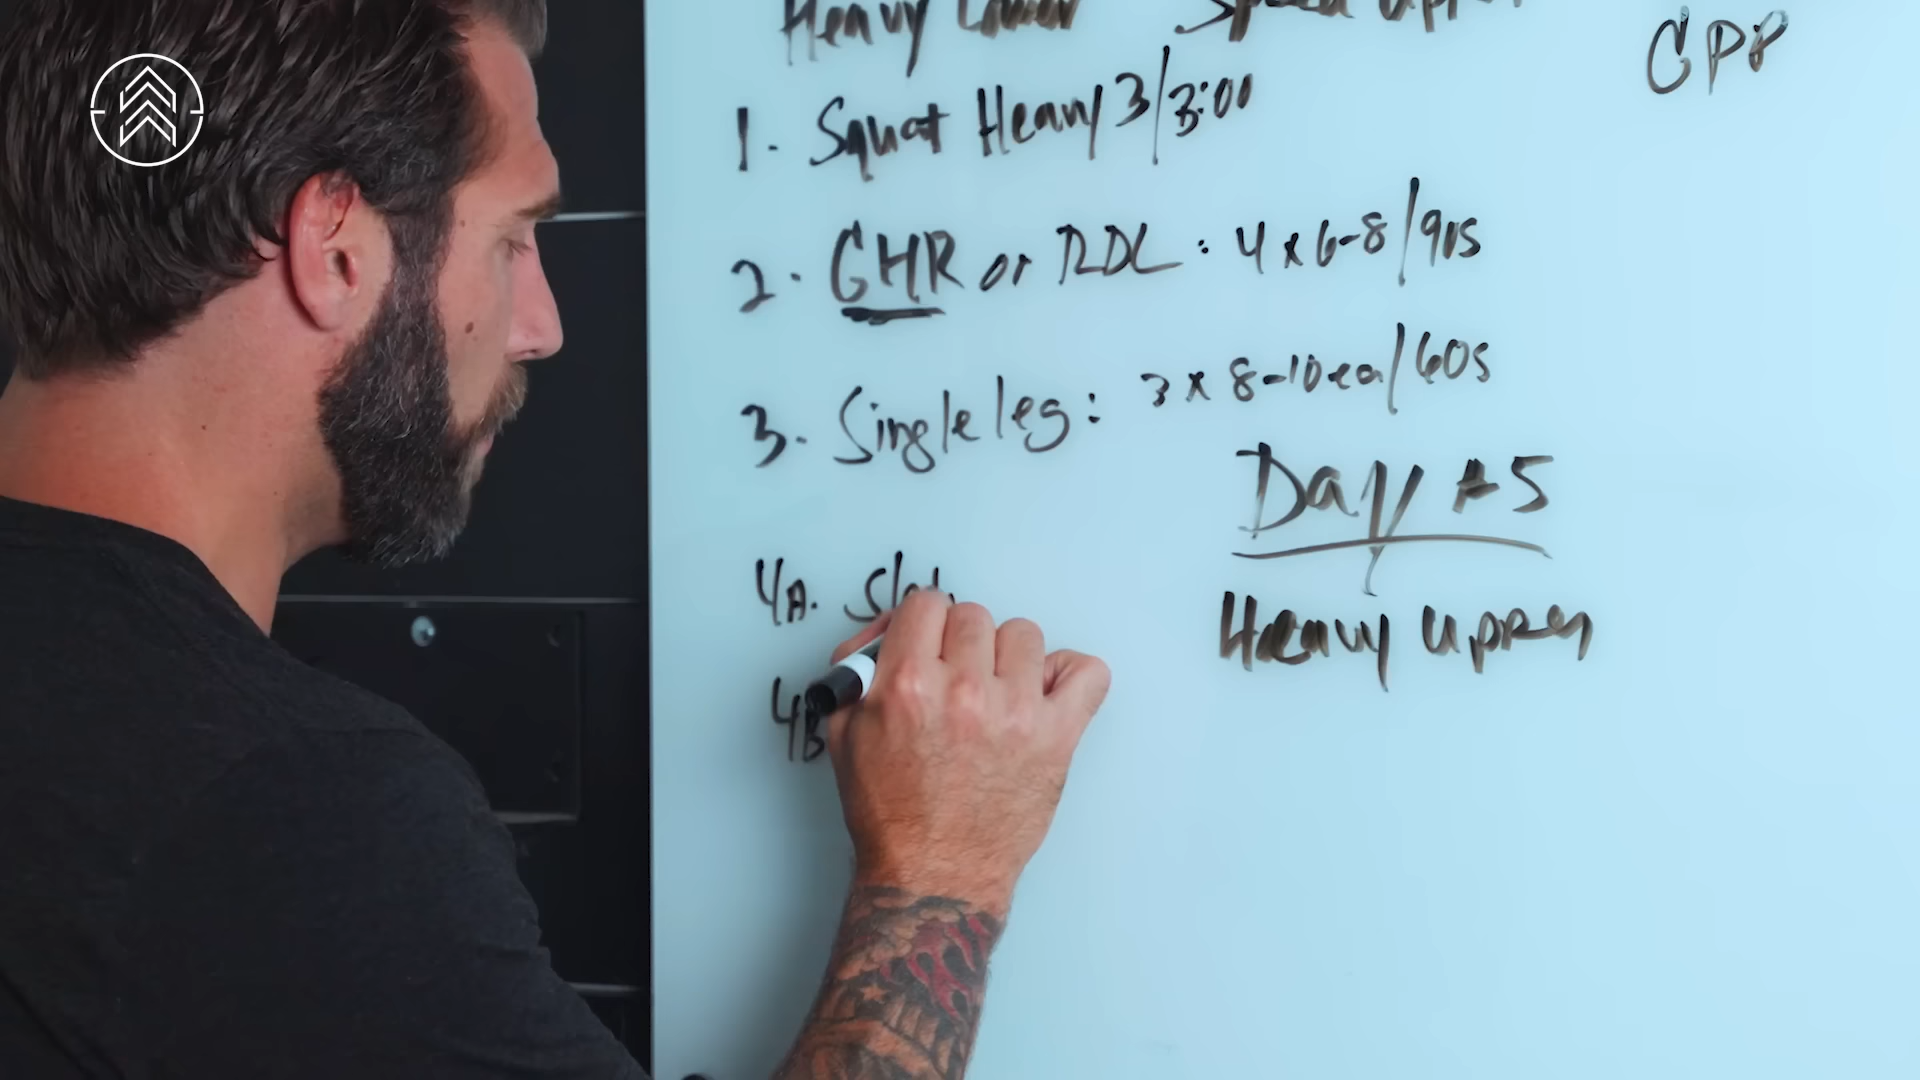 Heavy Lower Speed Upper
GPP
1. Squat Heavy 3/3:00
2. GHR or RDL: 4 x 6-8/90s
3. Single leg: 3 x 8-10ea/60s
Day #5
Heavy Upper
4A.
4B